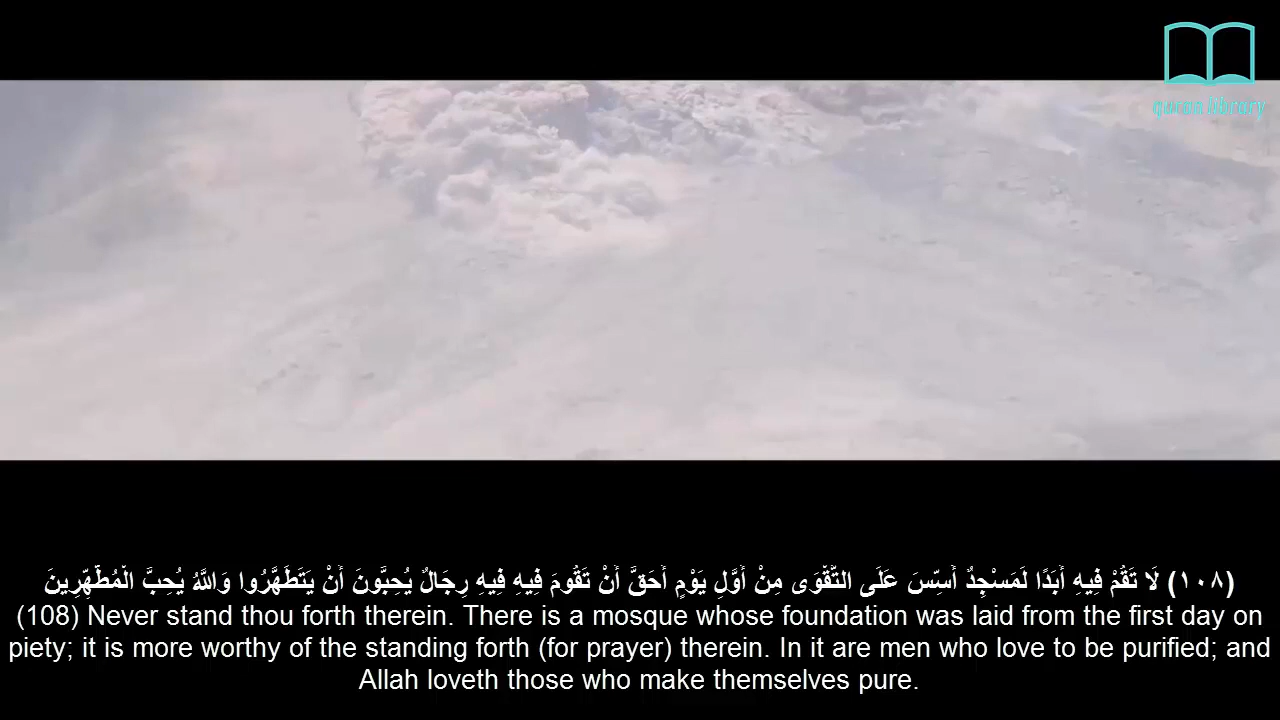 quran library
(١٠٨) لَا تَقُمْ فِيهِ أَبَدًا لَمَسْجِدٌ أُسِّسَ عَلَى التَّقْوَى مِنْ أَوَّلِ يَوْمٍ أَحَقُّ أَنْ تَقُومَ فِيهِ فِيهِ رِجَالٌ يُحِبُّونَ أَنْ يَتَطَهَّرُوا وَاللَّهُ يُحِبُّ الْمُطَّهِّرِينَ
(108) Never stand thou forth therein. There is a mosque whose foundation was laid from the first day on
piety; it is more worthy of the standing forth (for prayer) therein. In it are men who love to be purified; and
Allah loveth those who make themselves pure.